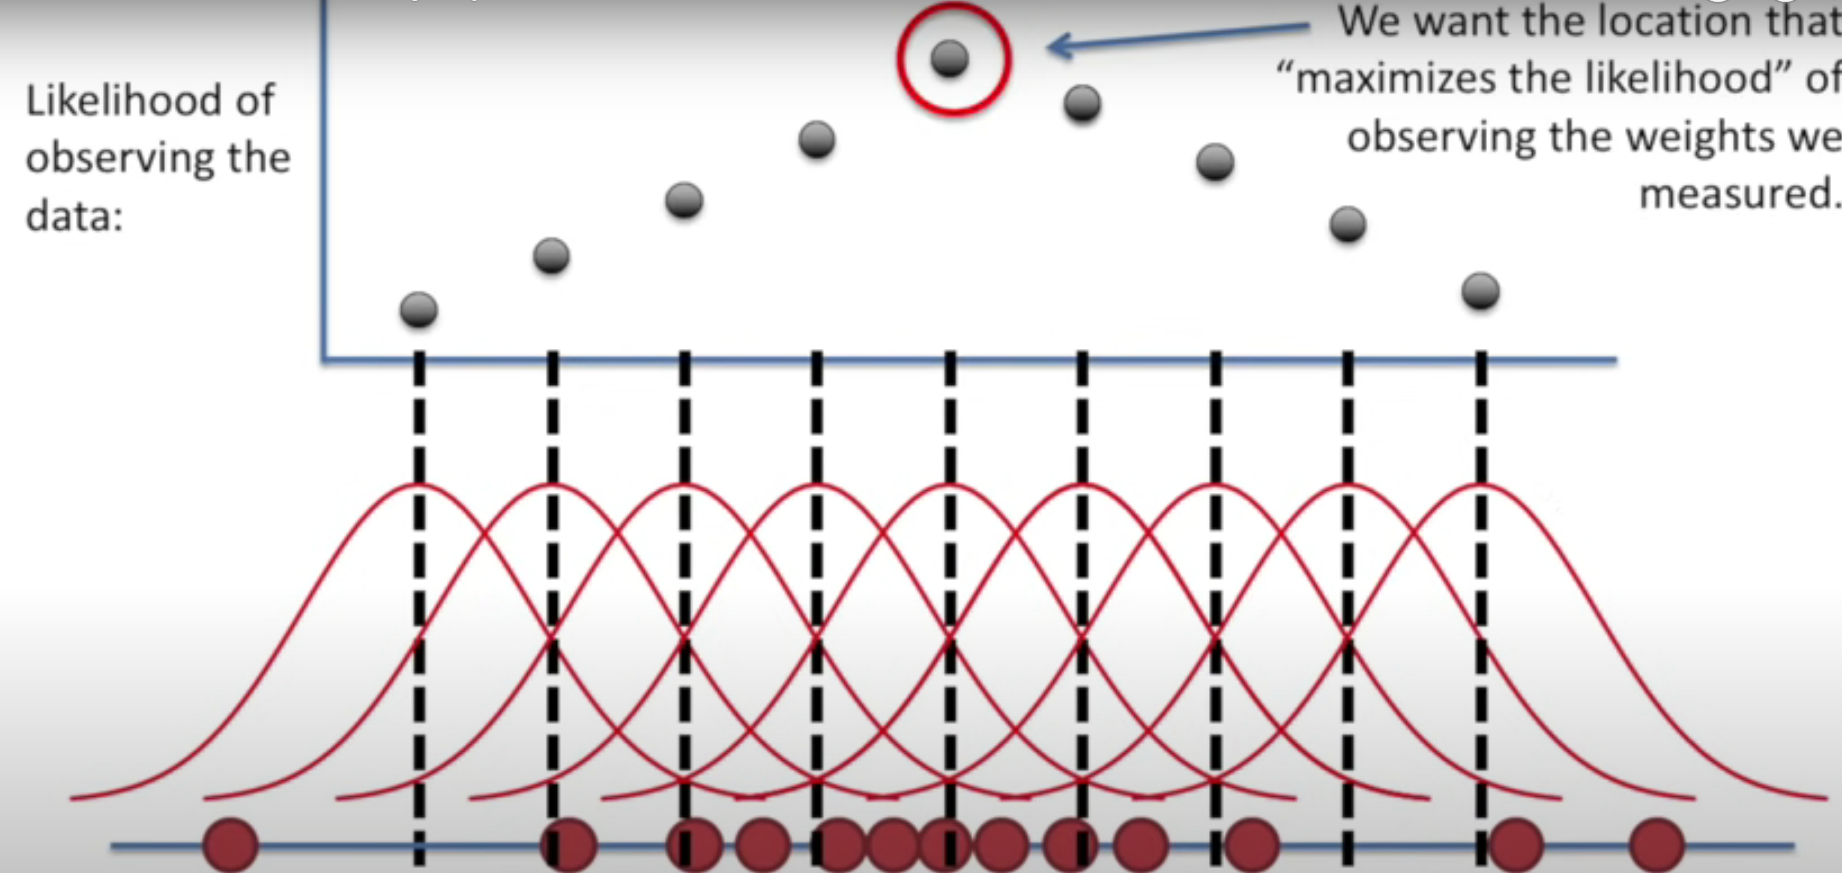 Likelihood of
observing the
data:
We want the location that
“maximizes the likelihood” of
observing the weights we
measured.